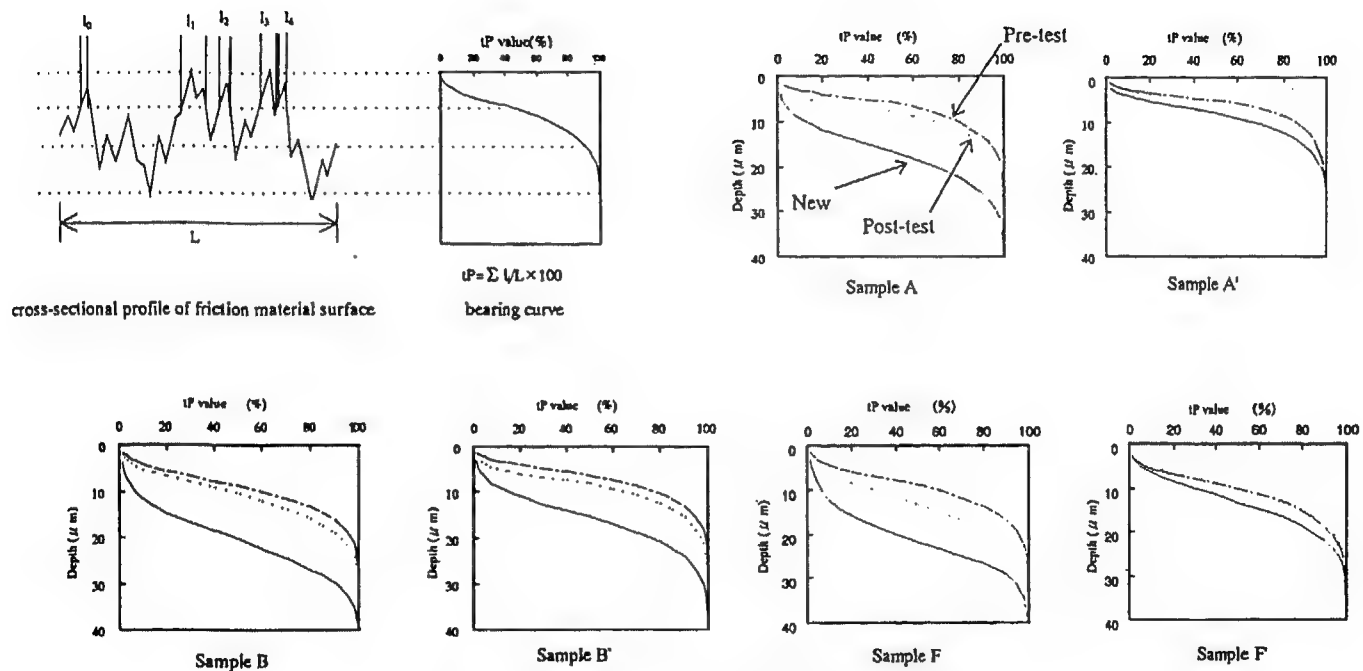 l₀ l₁ l₂ l₃ l₄
L
cross-sectional profile of friction material surface
tP value(%)
0 20 40 60 80 100
tP=Σ lᵢ/L×100
bearing curve
tP value (%)
0 20 40 60 80 100
Pre-test
0
10
20
30
40
Depth (μm)
New
Post-test
Sample A
tP value (%)
0 20 40 60 80 100
0
10
20
30
40
Depth (μm)
Sample A'
tP value (%)
0 20 40 60 80 100
0
10
20
30
40
Depth (μm)
Sample B
tP value (%)
0 20 40 60 80 100
0
10
20
30
40
Depth (μm)
Sample B'
tP value (%)
0 20 40 60 80 100
0
10
20
30
40
Depth (μm)
Sample F
tP value (%)
0 20 40 60 80 100
0
10
20
30
40
Depth (μm)
Sample F'